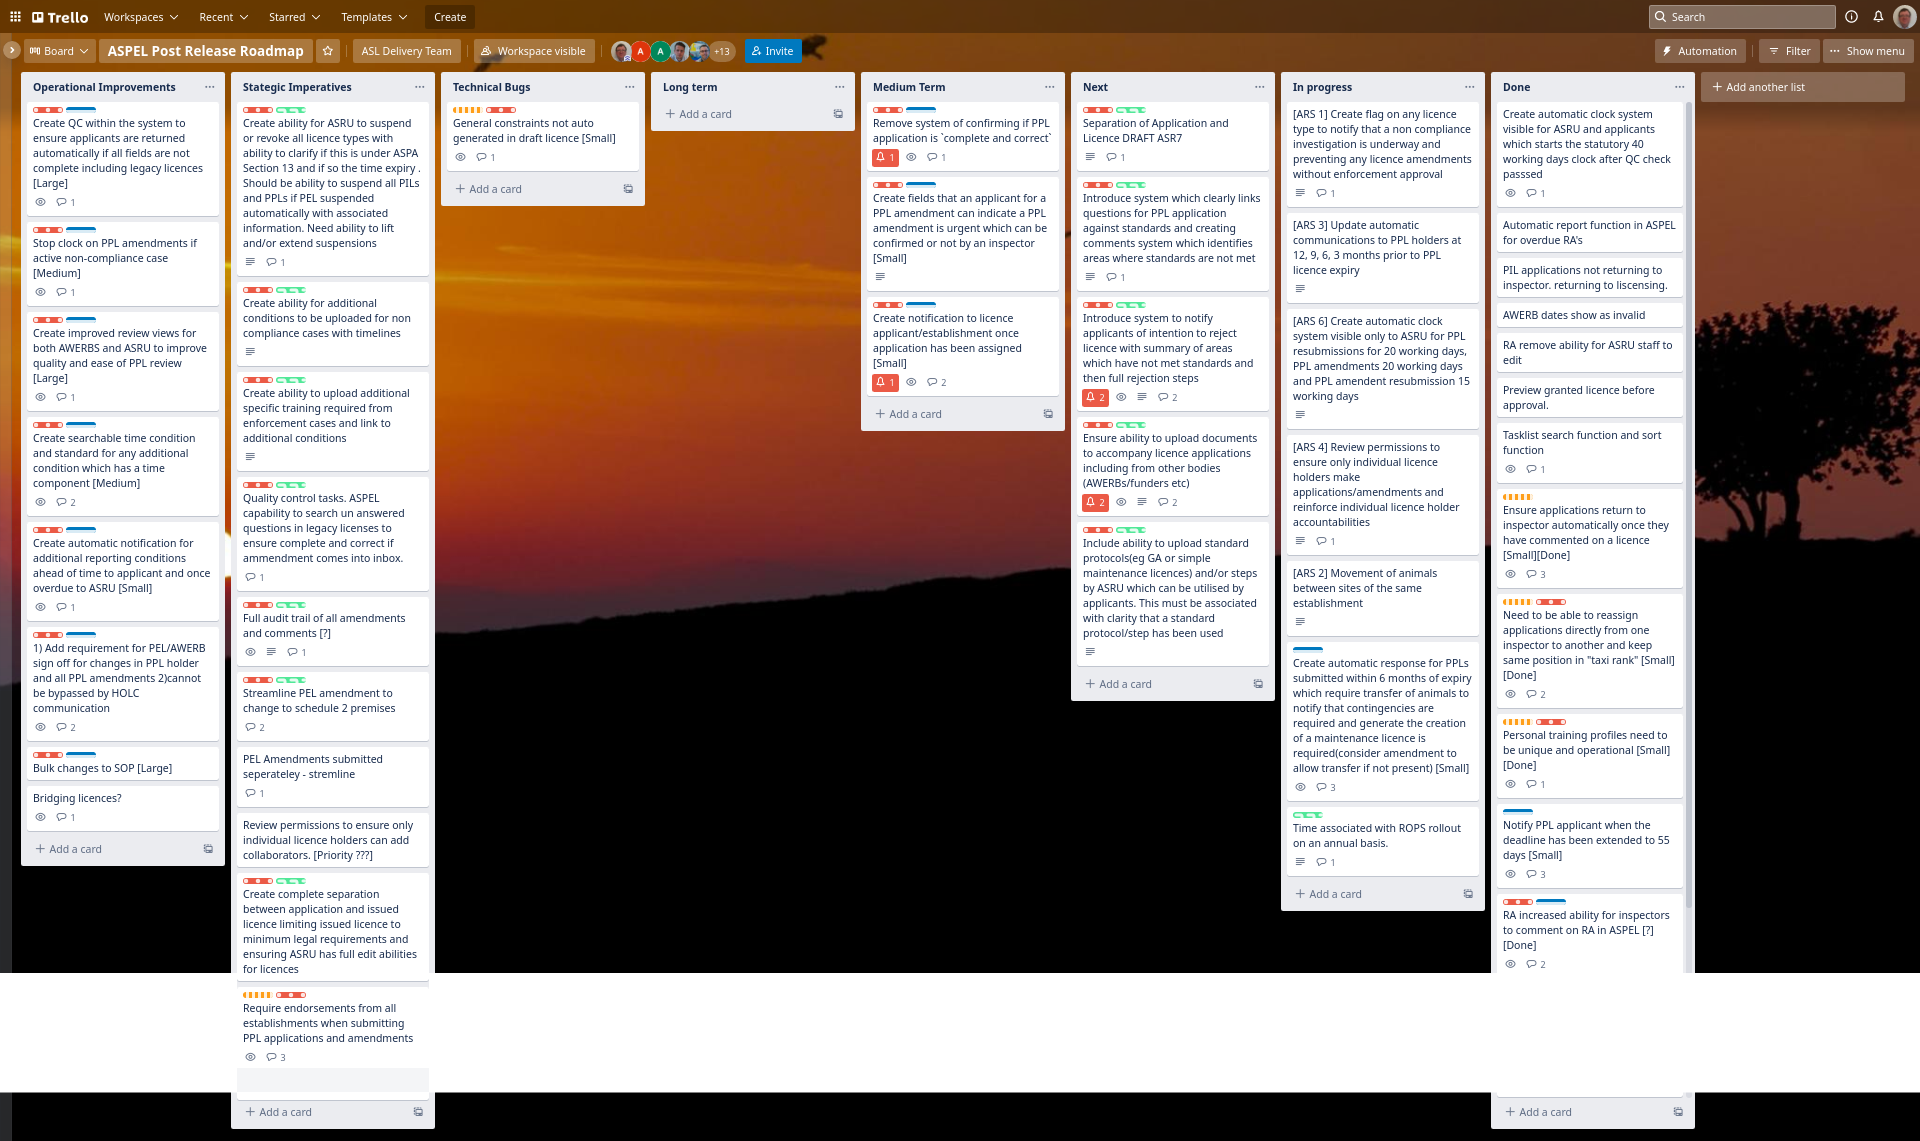 Trello
Workspaces
Recent
Starred
Templates
Create
Search
Board
ASPEL Post Release Roadmap
ASL Delivery Team
Workspace visible
A
A
+13
Invite
Automation
Filter
Show menu
Operational Improvements
Create QC within the system to
ensure applicants are returned
automatically if all fields are not
complete including legacy licences
[Large]
1
Stop clock on PPL amendments if
active non-compliance case
[Medium]
1
Create improved review views for
both AWERBS and ASRU to improve
quality and ease of PPL review
[Large]
1
Create searchable time condition
and standard for any additional
condition which has a time
component [Medium]
2
Create automatic notification for
additional reporting conditions
ahead of time to applicant and once
overdue to ASRU [Small]
1
1) Add requirement for PEL/AWERB
sign off for changes in PPL holder
and all PPL amendments 2)cannot
be bypassed by HOLC
communication
2
Bulk changes to SOP [Large]
Bridging licences?
1
Add a card
Stategic Imperatives
Create ability for ASRU to suspend
or revoke all licence types with
ability to clarify if this is under ASPA
Section 13 and if so the time expiry .
Should be ability to suspend all PILs
and PPLs if PEL suspended
automatically with associated
information. Need ability to lift
and/or extend suspensions
1
Create ability for additional
conditions to be uploaded for non
compliance cases with timelines
Create ability to upload additional
specific training required from
enforcement cases and link to
additional conditions
Quality control tasks. ASPEL
capability to search un answered
questions in legacy licenses to
ensure complete and correct if
ammendment comes into inbox.
1
Full audit trail of all amendments
and comments [?]
1
Streamline PEL amendment to
change to schedule 2 premises
2
PEL Amendments submitted
seperateley - stremline
1
Review permissions to ensure only
individual licence holders can add
collaborators. [Priority ???]
Create complete separation
between application and issued
licence limiting issued licence to
minimum legal requirements and
ensuring ASRU has full edit abilities
for licences
Require endorsements from all
establishments when submitting
PPL applications and amendments
3
Add a card
Technical Bugs
General constraints not auto
generated in draft licence [Small]
1
Add a card
Long term
Add a card
Medium Term
Remove system of confirming if PPL
application is `complete and correct`
1
1
Create fields that an applicant for a
PPL amendment can indicate a PPL
amendment is urgent which can be
confirmed or not by an inspector
[Small]
Create notification to licence
applicant/establishment once
application has been assigned
[Small]
1
2
Add a card
Next
Separation of Application and
Licence DRAFT ASR7
1
Introduce system which clearly links
questions for PPL application
against standards and creating
comments system which identifies
areas where standards are not met
1
Introduce system to notify
applicants of intention to reject
licence with summary of areas
which have not met standards and
then full rejection steps
2
2
Ensure ability to upload documents
to accompany licence applications
including from other bodies
(AWERBs/funders etc)
2
2
Include ability to upload standard
protocols(eg GA or simple
maintenance licences) and/or steps
by ASRU which can be utilised by
applicants. This must be associated
with clarity that a standard
protocol/step has been used
Add a card
In progress
[ARS 1] Create flag on any licence
type to notify that a non compliance
investigation is underway and
preventing any licence amendments
without enforcement approval
1
[ARS 3] Update automatic
communications to PPL holders at
12, 9, 6, 3 months prior to PPL
licence expiry
[ARS 6] Create automatic clock
system visible only to ASRU for PPL
resubmissions for 20 working days,
PPL amendments 20 working days
and PPL amendent resubmission 15
working days
[ARS 4] Review permissions to
ensure only individual licence
holders make
applications/amendments and
reinforce individual licence holder
accountabilities
1
[ARS 2] Movement of animals
between sites of the same
establishment
Create automatic response for PPLs
submitted within 6 months of expiry
which require transfer of animals to
notify that contingencies are
required and generate the creation
of a maintenance licence is
required(consider amendment to
allow transfer if not present) [Small]
3
Time associated with ROPS rollout
on an annual basis.
1
Add a card
Done
Create automatic clock system
visible for ASRU and applicants
which starts the statutory 40
working days clock after QC check
passsed
1
Automatic report function in ASPEL
for overdue RA's
PIL applications not returning to
inspector. returning to liscensing.
AWERB dates show as invalid
RA remove ability for ASRU staff to
edit
Preview granted licence before
approval.
Tasklist search function and sort
function
1
Ensure applications return to
inspector automatically once they
have commented on a licence
[Small][Done]
3
Need to be able to reassign
applications directly from one
inspector to another and keep
same position in "taxi rank" [Small]
[Done]
2
Personal training profiles need to
be unique and operational [Small]
[Done]
1
Notify PPL applicant when the
deadline has been extended to 55
days [Small]
3
RA increased ability for inspectors
to comment on RA in ASPEL [?]
[Done]
2
Add a card
Add another list